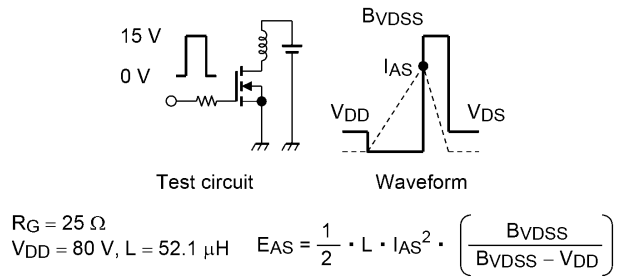 15 V
0 V
BVDSS
IAS
VDD
VDS
Test circuit
Waveform
RG = 25 Ω
VDD = 80 V, L = 52.1 μH
EAS = 1/2 · L · IAS² · (BVDSS / (BVDSS − VDD))